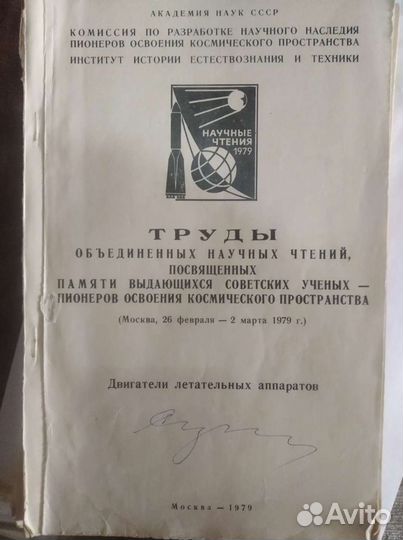 АКАДЕМИЯ НАУК СССР
КОМИССИЯ ПО РАЗРАБОТКЕ НАУЧНОГО НАСЛЕДИЯ
ПИОНЕРОВ ОСВОЕНИЯ КОСМИЧЕСКОГО ПРОСТРАНСТВА
ИНСТИТУТ ИСТОРИИ ЕСТЕСТВОЗНАНИЯ И ТЕХНИКИ
НАУЧНЫЕ
ЧТЕНИЯ
1979
ТРУДЫ
ОБЪЕДИНЕННЫХ НАУЧНЫХ ЧТЕНИЙ,
ПОСВЯЩЕННЫХ
ПАМЯТИ ВЫДАЮЩИХСЯ СОВЕТСКИХ УЧЕНЫХ —
ПИОНЕРОВ ОСВОЕНИЯ КОСМИЧЕСКОГО ПРОСТРАНСТВА
(Москва, 26 февраля — 2 марта 1979 г.)
Двигатели летательных аппаратов
Москва — 1979
Avito